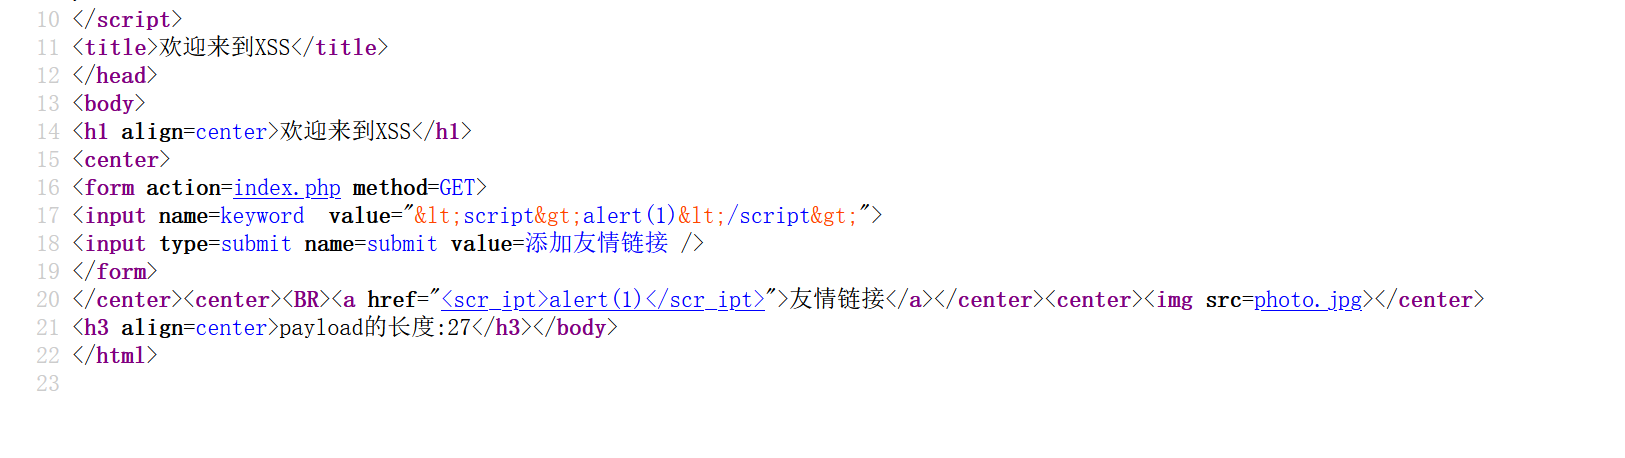 10 </script>
11 <title>欢迎来到XSS</title>
12 </head>
13 <body>
14 <h1 align=center>欢迎来到XSS</h1>
15 <center>
16 <form action=index.php method=GET>
17 <input name=keyword  value="&lt;script&gt;alert(1)&lt;/script&gt;">
18 <input type=submit name=submit value=添加友情链接 />
19 </form>
20 </center><center><BR><a href="<scr_ipt>alert(1)</scr_ipt>">友情链接</a></center><center><img src=photo.jpg></center>
21 <h3 align=center>payload的长度:27</h3></body>
22 </html>
23